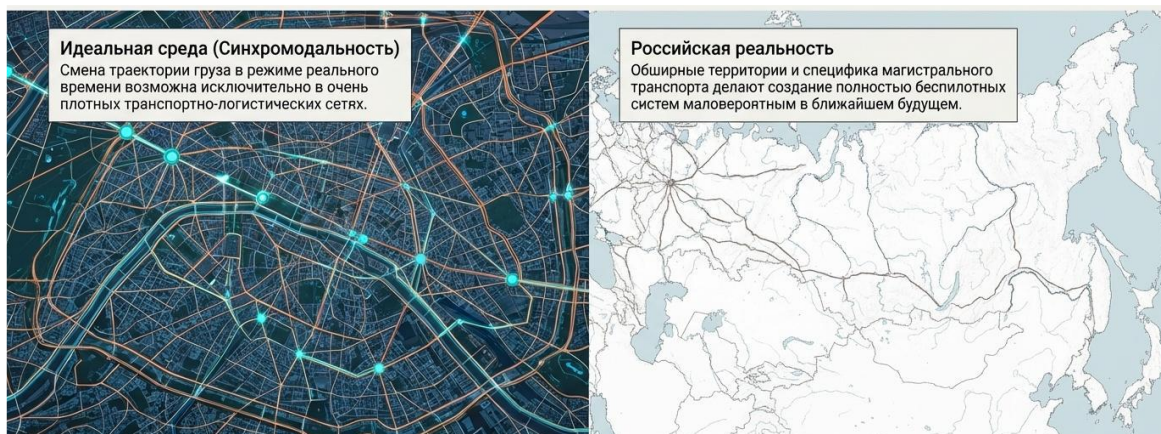 Идеальная среда (Синхромодальность)
Смена траектории груза в режиме реального
времени возможна исключительно в очень
плотных транспортно-логистических сетях.
Российская реальность
Обширные территории и специфика магистрального
транспорта делают создание полностью беспилотных
систем маловероятным в ближайшем будущем.